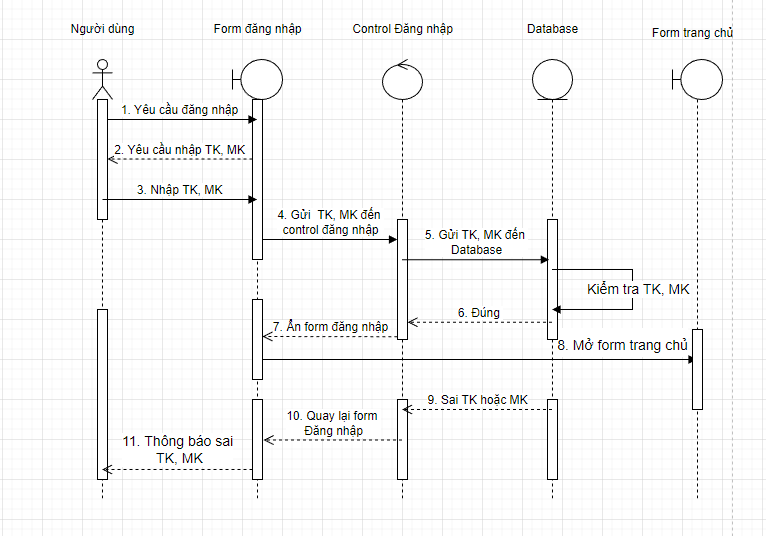 Người dùng
Form đăng nhập
Control Đăng nhập
Database
Form trang chủ
1. Yêu cầu đăng nhập
2. Yêu cầu nhập TK, MK
3. Nhập TK, MK
4. Gửi TK, MK đến
control đăng nhập
5. Gửi TK, MK đến
Database
Kiểm tra TK, MK
6. Đúng
7. Ẩn form đăng nhập
8. Mở form trang chủ
9. Sai TK hoặc MK
10. Quay lại form
Đăng nhập
11. Thông báo sai
TK, MK